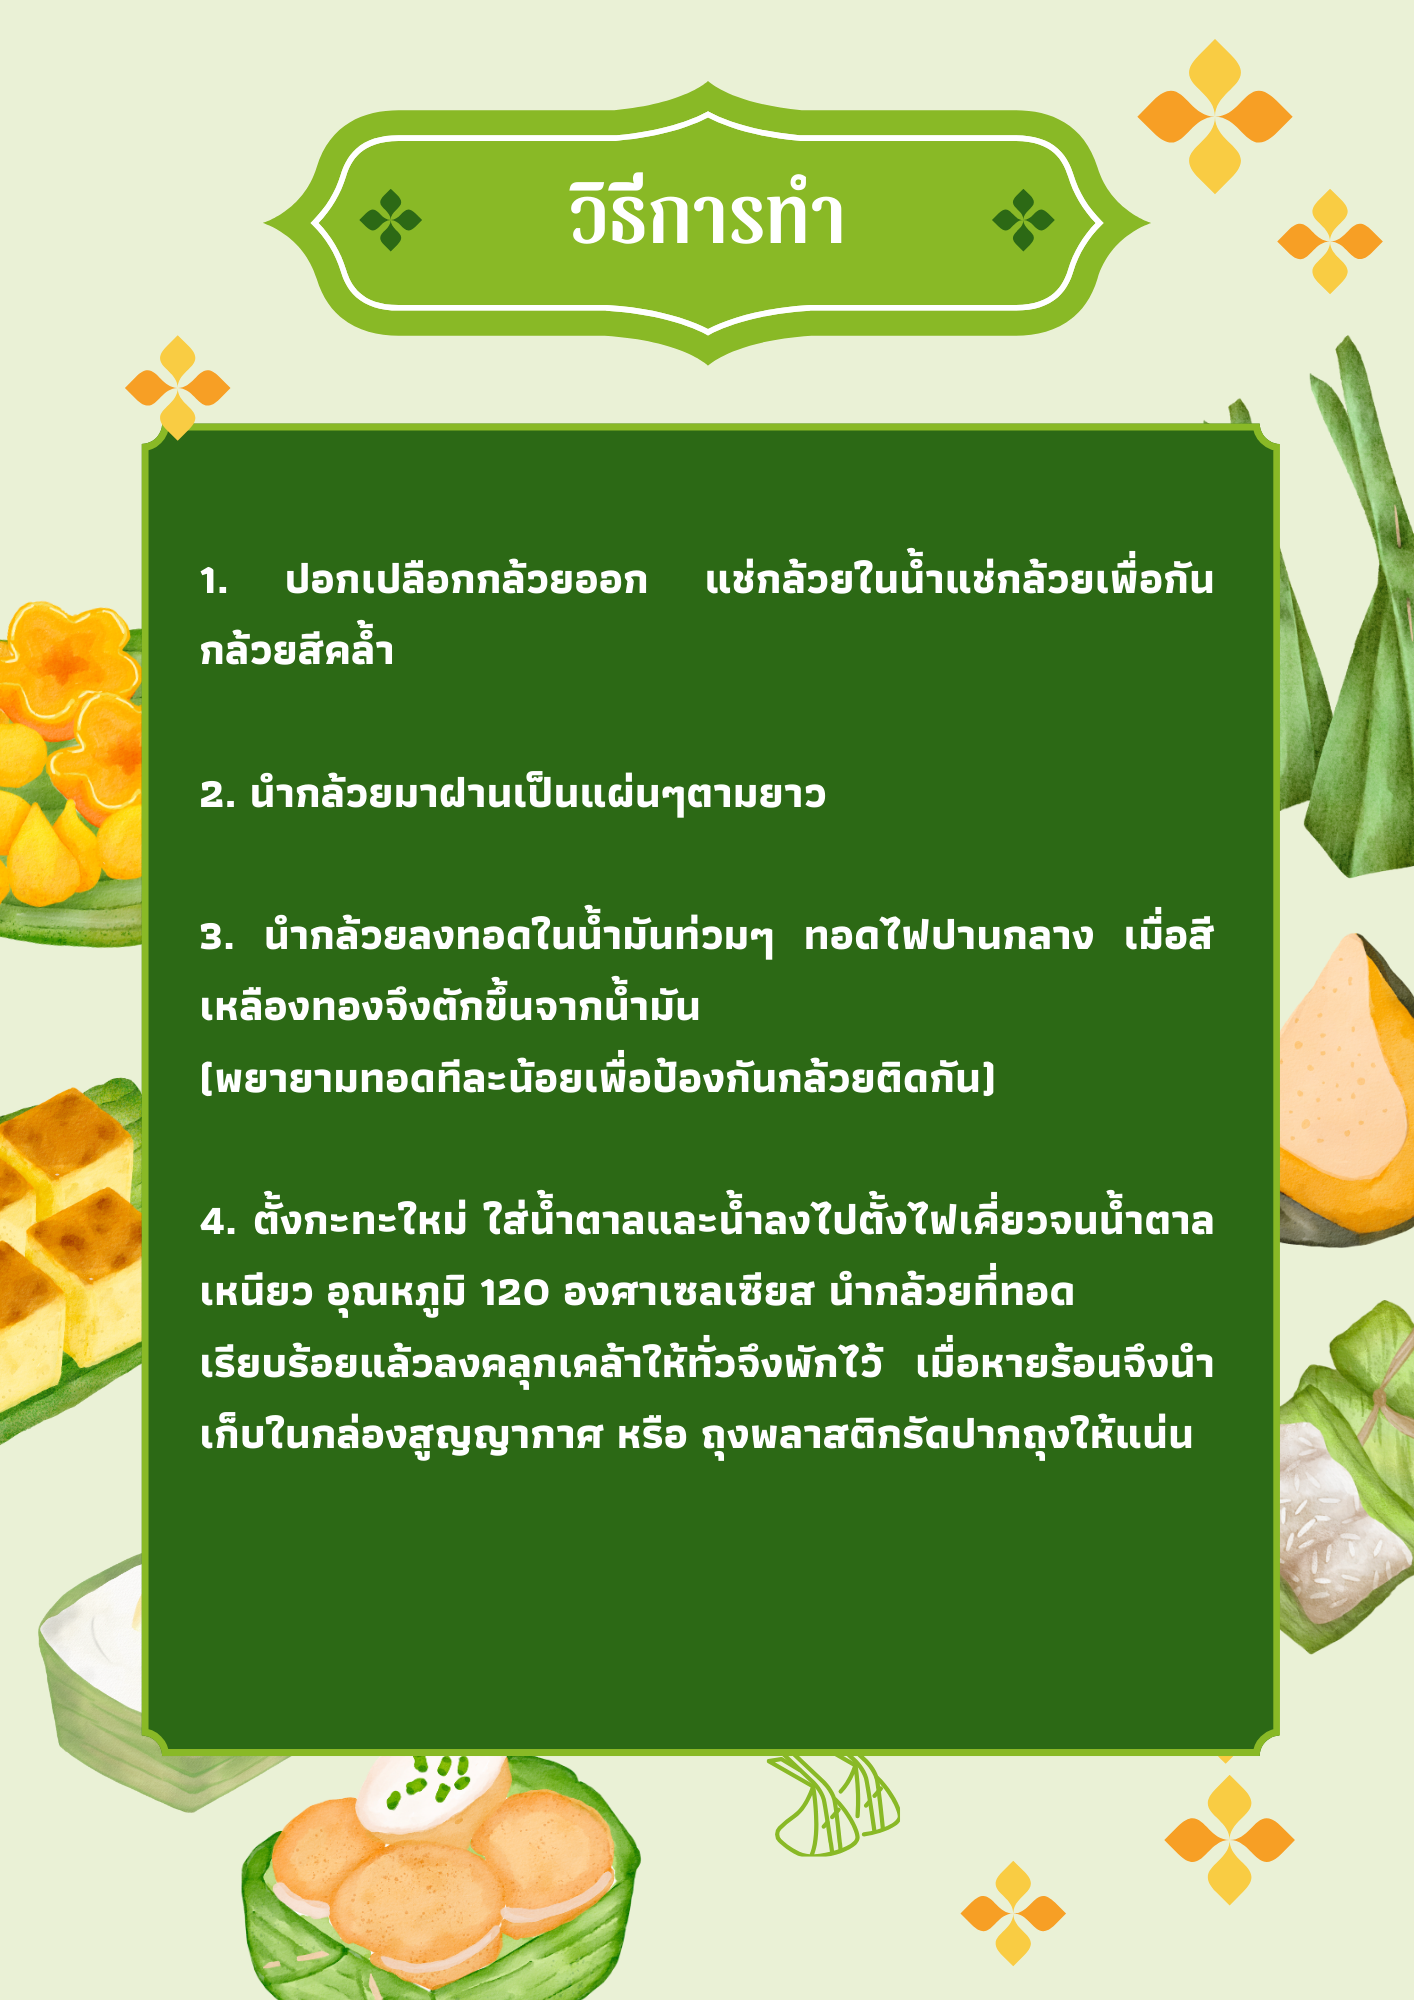 วิธีการทำ
1. ปอกเปลือกกล้วยออก แช่กล้วยในน้ำแช่กล้วยเพื่อกัน
กล้วยสีคล้ำ
2. นำกล้วยมาฝานเป็นแผ่นๆตามยาว
3. นำกล้วยลงทอดในน้ำมันท่วมๆ ทอดไฟปานกลาง เมื่อสี
เหลืองทองจึงตักขึ้นจากน้ำมัน
(พยายามทอดทีละน้อยเพื่อป้องกันกล้วยติดกัน)
4. ตั้งกะทะใหม่ ใส่น้ำตาลและน้ำลงไปตั้งไฟเคี่ยวจนน้ำตาล
เหนียว อุณหภูมิ 120 องศาเซลเซียส นำกล้วยที่ทอด
เรียบร้อยแล้วลงคลุกเคล้าให้ทั่วจึงพักไว้ เมื่อหายร้อนจึงนำ
เก็บในกล่องสูญญากาศ หรือ ถุงพลาสติกรัดปากถุงให้แน่น